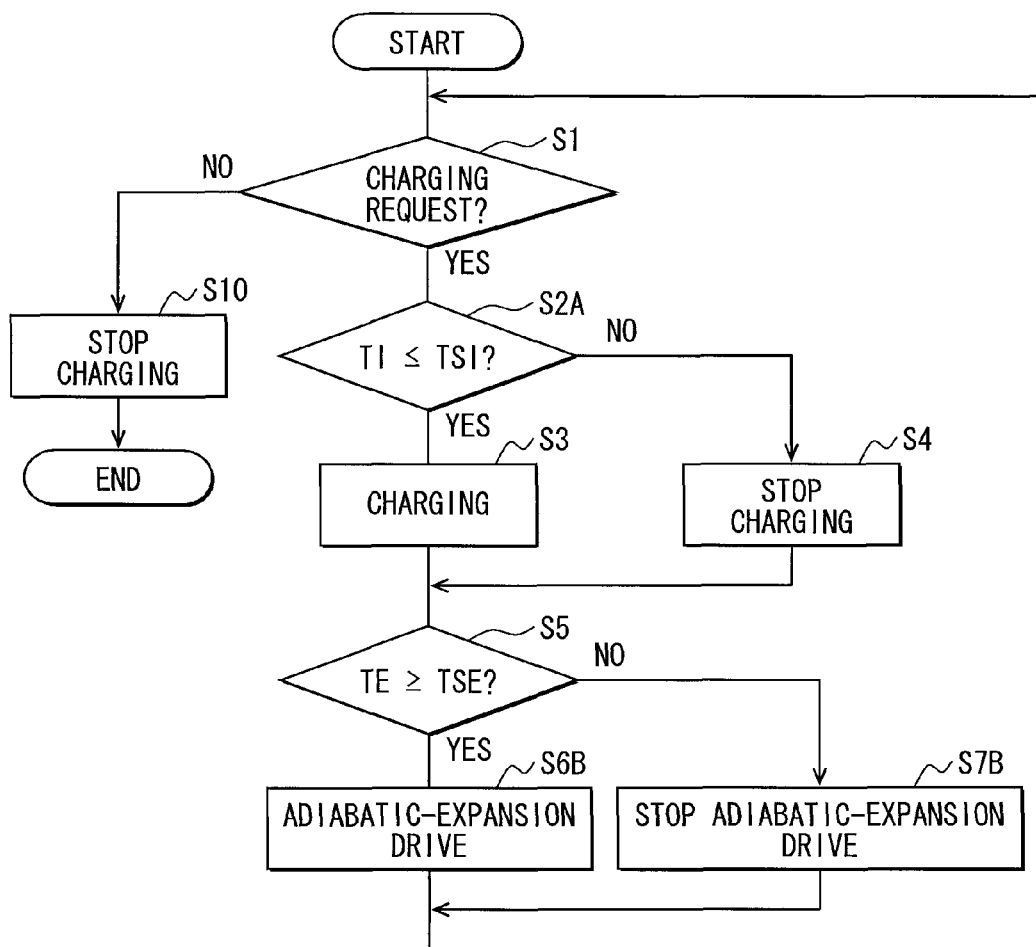 START
S1
NO
CHARGING
REQUEST?
YES
S10
STOP
CHARGING
END
S2A
NO
TI ≤ TSI?
YES
S3
CHARGING
S4
STOP
CHARGING
S5
NO
TE ≥ TSE?
YES
S6B
ADIABATIC-EXPANSION
DRIVE
S7B
STOP ADIABATIC-EXPANSION
DRIVE